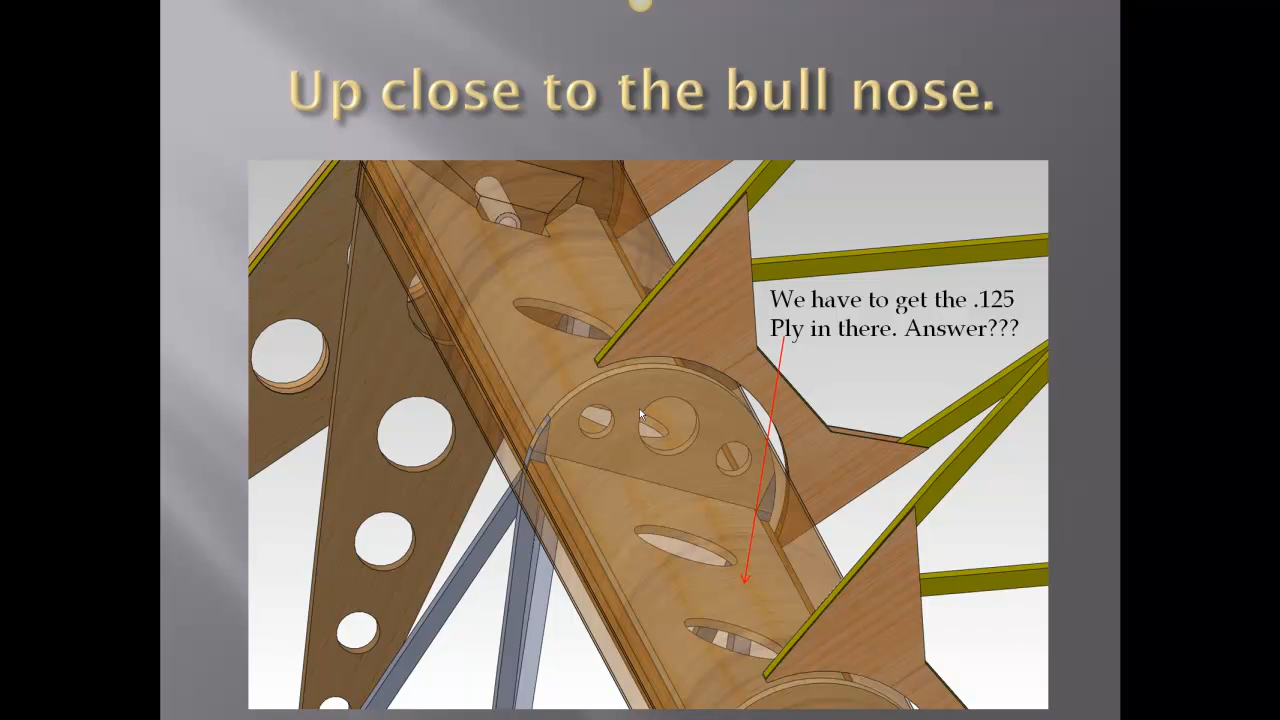 Up close to the bull nose.
We have to get the .125
Ply in there. Answer???